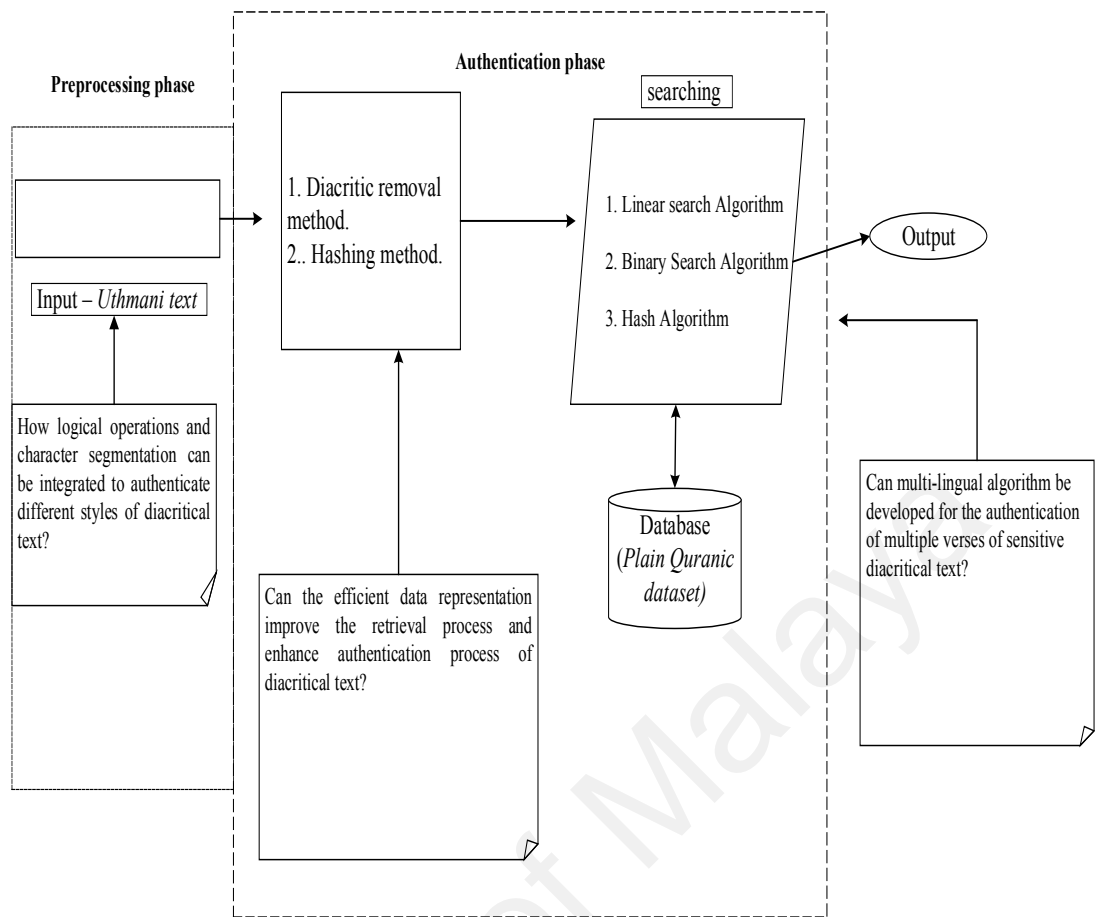 Preprocessing phase
Authentication phase
searching
1. Diacritic removal
method.
2.. Hashing method.
1. Linear search Algorithm
2. Binary Search Algorithm
3. Hash Algorithm
Output
Input – Uthmani text
How logical operations and
character segmentation can
be integrated to authenticate
different styles of diacritical
text?
Can the efficient data representation
improve the retrieval process and
enhance authentication process of
diacritical text?
Database
(Plain Quranic
dataset)
Can multi-lingual algorithm be
developed for the authentication
of multiple verses of sensitive
diacritical text?
of Malaya